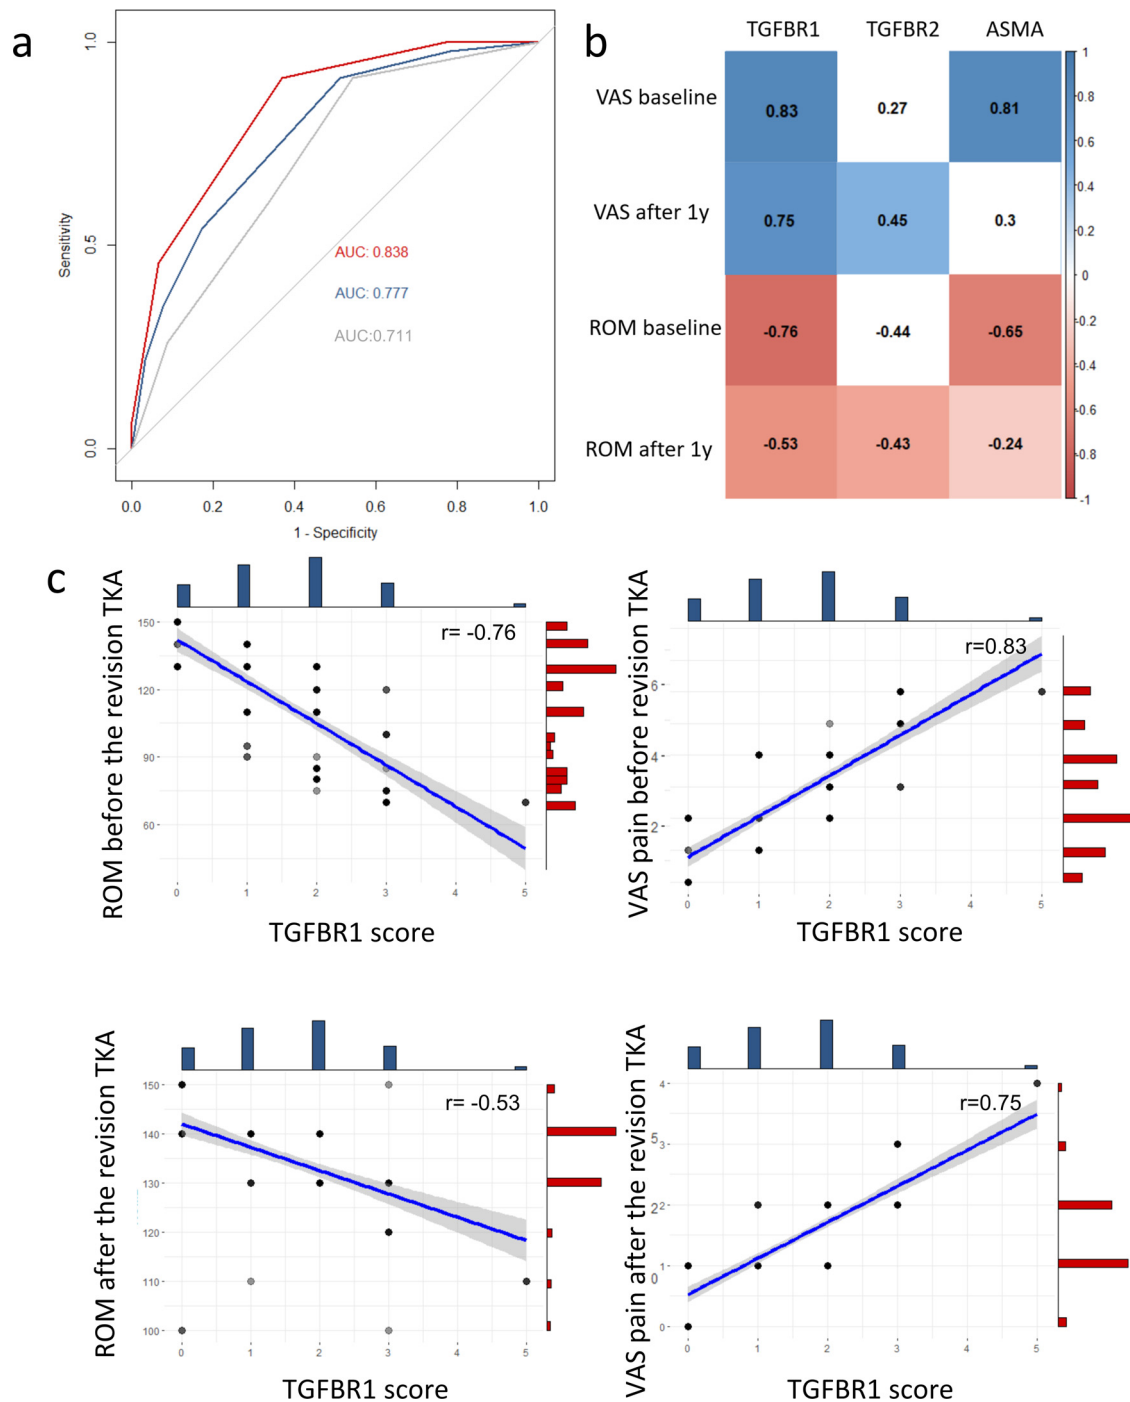 a
1.0
0.5
0.0
Sensitivity
AUC: 0.838
AUC: 0.777
AUC:0.711
0.0 0.2 0.4 0.6 0.8 1.0
1 - Specificity
b
TGFBR1 TGFBR2 ASMA
VAS baseline 0.83 0.27 0.81
VAS after 1y 0.75 0.45 0.3
ROM baseline -0.76 -0.44 -0.65
ROM after 1y -0.53 -0.43 -0.24
1
0.8
0.6
0.4
0.2
0
-0.2
-0.4
-0.6
-0.8
-1
c
ROM before the revision TKA
r= -0.76
150
120
90
60
0 1 2 3 4 5
TGFBR1 score
VAS pain before revision TKA
r=0.83
6
4
2
0 1 2 3 4 5
TGFBR1 score
ROM after the revision TKA
r= -0.53
150
140
130
120
110
100
0 1 2 3 4 5
TGFBR1 score
VAS pain after the revision TKA
r=0.75
4
5
3
22
1
0
0
0 1 2 3 4 5
TGFBR1 score